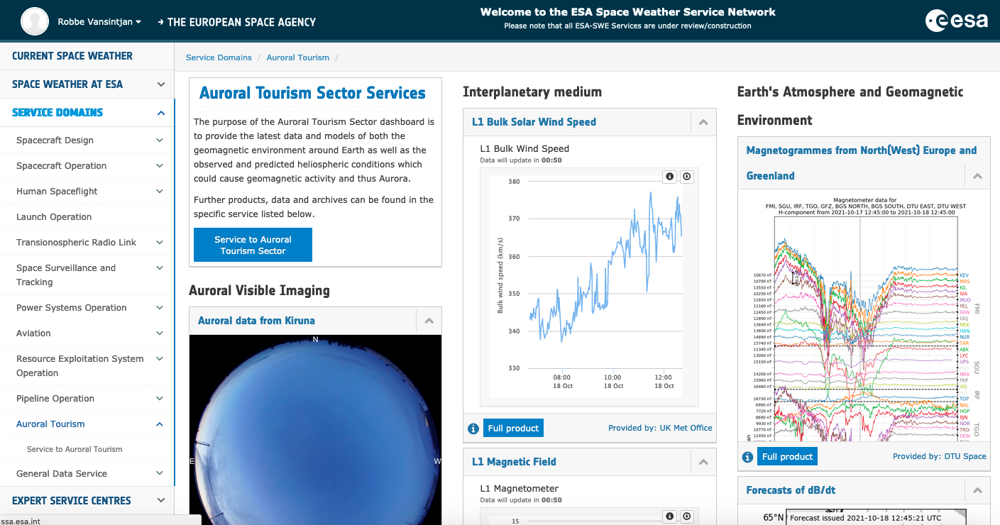 Robbe Vansintjan
→ THE EUROPEAN SPACE AGENCY
Welcome to the ESA Space Weather Service Network
Please note that all ESA-SWE Services are under review/construction
esa
CURRENT SPACE WEATHER
SPACE WEATHER AT ESA
SERVICE DOMAINS
Spacecraft Design
Spacecraft Operation
Human Spaceflight
Launch Operation
Transionospheric Radio Link
Space Surveillance and
Tracking
Power Systems Operation
Aviation
Resource Exploitation System
Operation
Pipeline Operation
Auroral Tourism
Service to Auroral Tourism
General Data Service
EXPERT SERVICE CENTRES
.ssa.esa.int
Service Domains / Auroral Tourism /
Auroral Tourism Sector Services
The purpose of the Auroral Tourism Sector dashboard is
to provide the latest data and models of both the
geomagnetic environment around Earth as well as the
observed and predicted heliospheric conditions which
could cause geomagnetic activity and thus Aurora.
Further products, data and archives can be found in the
specific service listed below.
Service to Auroral
Tourism Sector
Auroral Visible Imaging
Auroral data from Kiruna
N
E
W
Interplanetary medium
L1 Bulk Solar Wind Speed
L1 Bulk Wind Speed
Data will update in 00:50
Bulk wind speed (km/s)
380
370
360
350
340
330
08:00
18 Oct
10:00
18 Oct
12:00
18 Oct
Full product
Provided by: UK Met Office
L1 Magnetic Field
L1 Magnetometer
Data will update in 00:50
15
Earth's Atmosphere and Geomagnetic
Environment
Magnetogrammes from North(West) Europe and
Greenland
Magnetometer data for
FMI, SGU, IRF, TGO, GFZ, BGS NORTH, BGS SOUTH, DTU EAST, DTU WEST
H-component from 2021-10-17 12:45:00 to 2021-10-18 12:45:00
10670 nT KEV
10700 nT MAS
13550 nT KIL
10250 nT IVA
11650 nT MUO
11160 nT PEL
12450 nT RAN
12890 nT OUJ
13640 nT MEK
13600 nT HAN
14890 nT NUR
15740 nT TAR
FMI
11340 nT ABK
13000 nT LYC
15150 nT UPS
SGU
14200 nT NRA
15960 nT FKP
16480 nT VXJ
IRF
16730 nT TOP
6990 nT NAL
7720 nT HOP
8690 nT BJN
9930 nT NOR
10770 nT TRO
12450 nT DON
TGO
Full product
Provided by: DTU Space
Forecasts of dB/dt
65°N
Forecast issued 2021-10-18 12:45:21 UTC